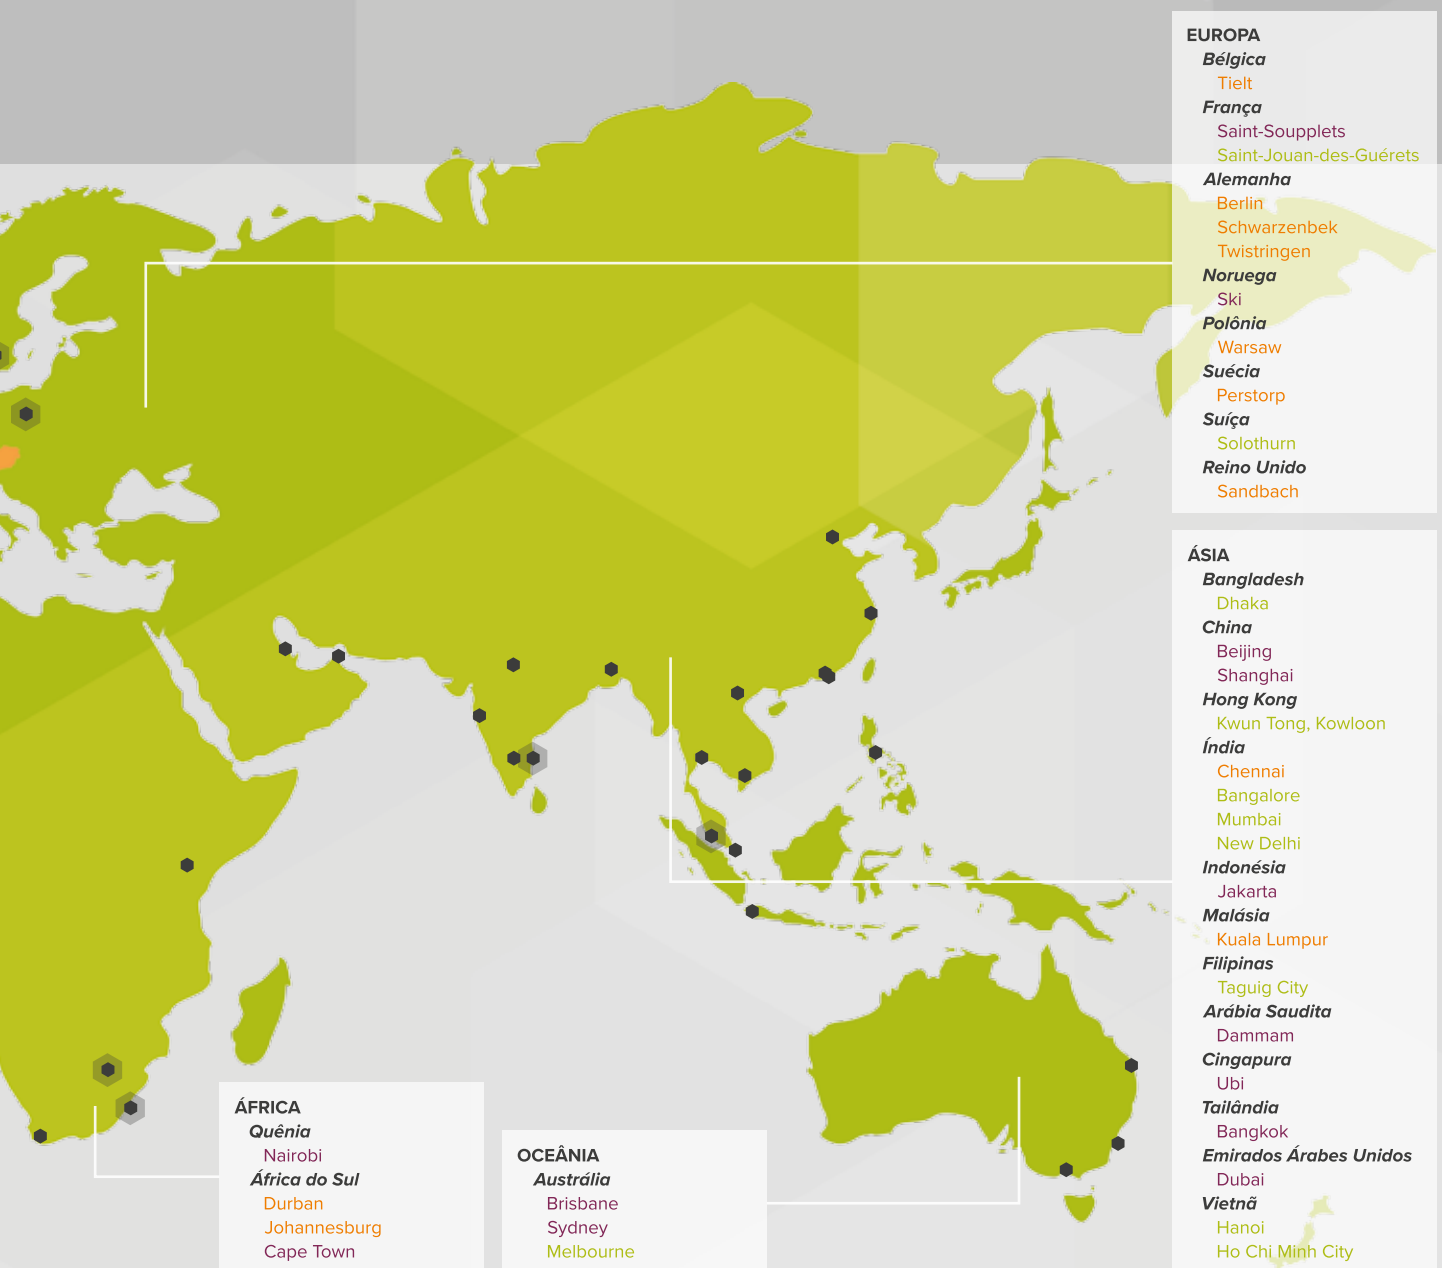 EUROPA
Bélgica
Tielt
França
Saint-Soupplets
Saint-Jouan-des-Guérets
Alemanha
Berlin
Schwarzenbek
Twistringen
Noruega
Ski
Polônia
Warsaw
Suécia
Perstorp
Suíça
Solothurn
Reino Unido
Sandbach
ÁSIA
Bangladesh
Dhaka
China
Beijing
Shanghai
Hong Kong
Kwun Tong, Kowloon
Índia
Chennai
Bangalore
Mumbai
New Delhi
Indonésia
Jakarta
Malásia
Kuala Lumpur
Filipinas
Taguig City
Arábia Saudita
Dammam
Cingapura
Ubi
Tailândia
Bangkok
Emirados Árabes Unidos
Dubai
Vietnã
Hanoi
Ho Chi Minh City
ÁFRICA
Quênia
Nairobi
África do Sul
Durban
Johannesburg
Cape Town
OCEÂNIA
Austrália
Brisbane
Sydney
Melbourne